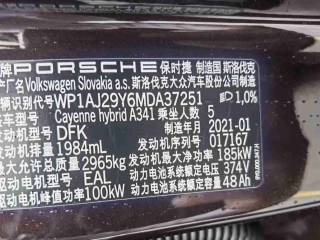 牌 PORSCHE 保时捷 制造国 斯洛伐克
产厂 Volkswagen Slovakia a.s. 斯洛伐克大众汽车股份有限公司
车辆识别代号 WP1AJ29Y6MDA37251 1,0%
车型号 Cayenne hybrid A341 乘坐人数 5
动机型号 DFK 制造年月 2021-01
动机排量 1984mL 017167
最大允许总质量 2965kg 发动机最大净功率 185kW
驱动电机型号 EAL 动力电池系统额定电压 374V
驱动电机峰值功率 100kW 动力电池系统额定容量 48Ah